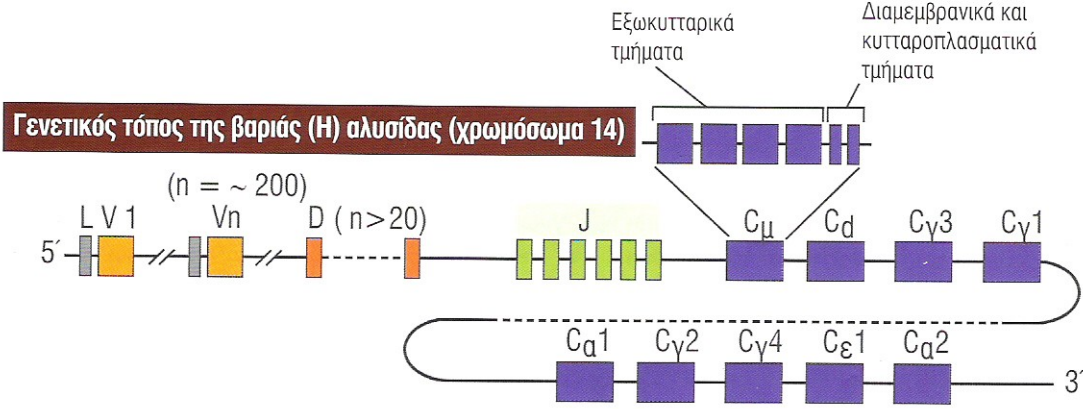 Εξωκυτταρικά
τμήματα
Διαμεμβρανικά και
κυτταροπλασματικά
τμήματα
Γενετικός τόπος της βαριάς (Η) αλυσίδας (χρωμόσωμα 14)
(n = ~ 200)
L V 1 Vn D (n>20) J Cμ Cd Cγ3 Cγ1
5′
Cα1 Cγ2 Cγ4 Cε1 Cα2
3′